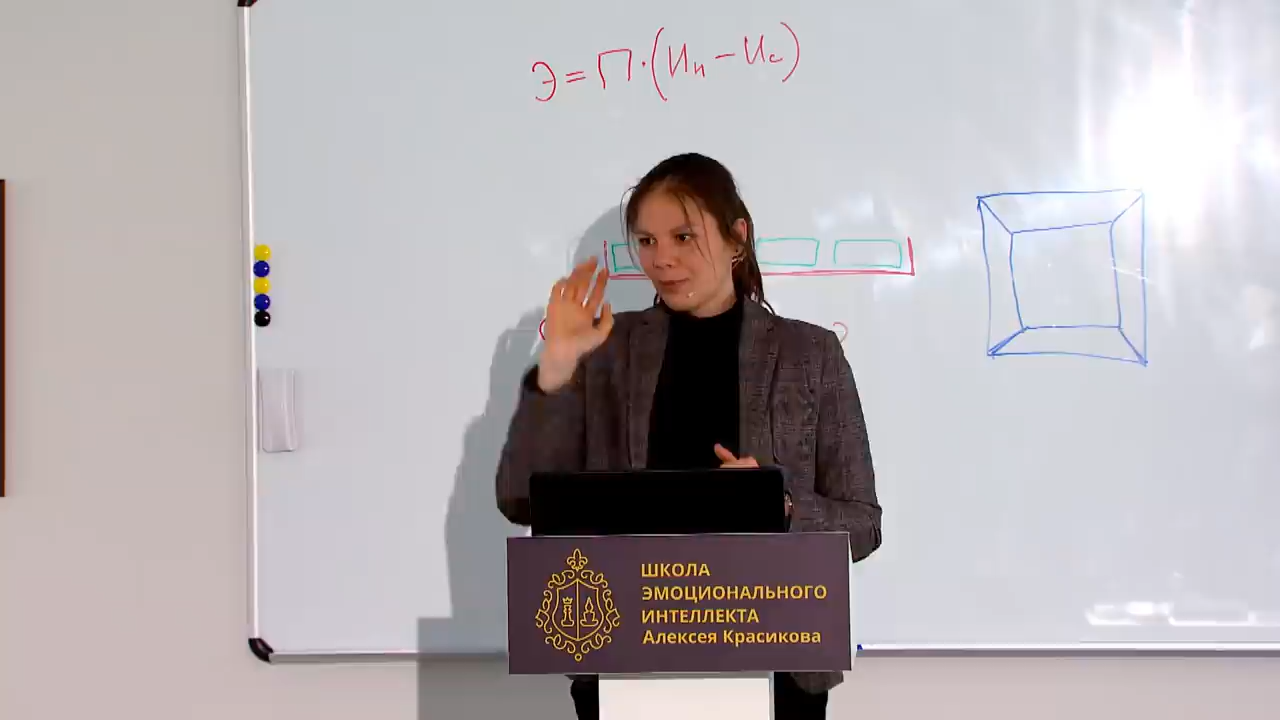 Э = П · (Ин − Ис)
ШКОЛА
ЭМОЦИОНАЛЬНОГО
ИНТЕЛЛЕКТА
Алексея Красикова